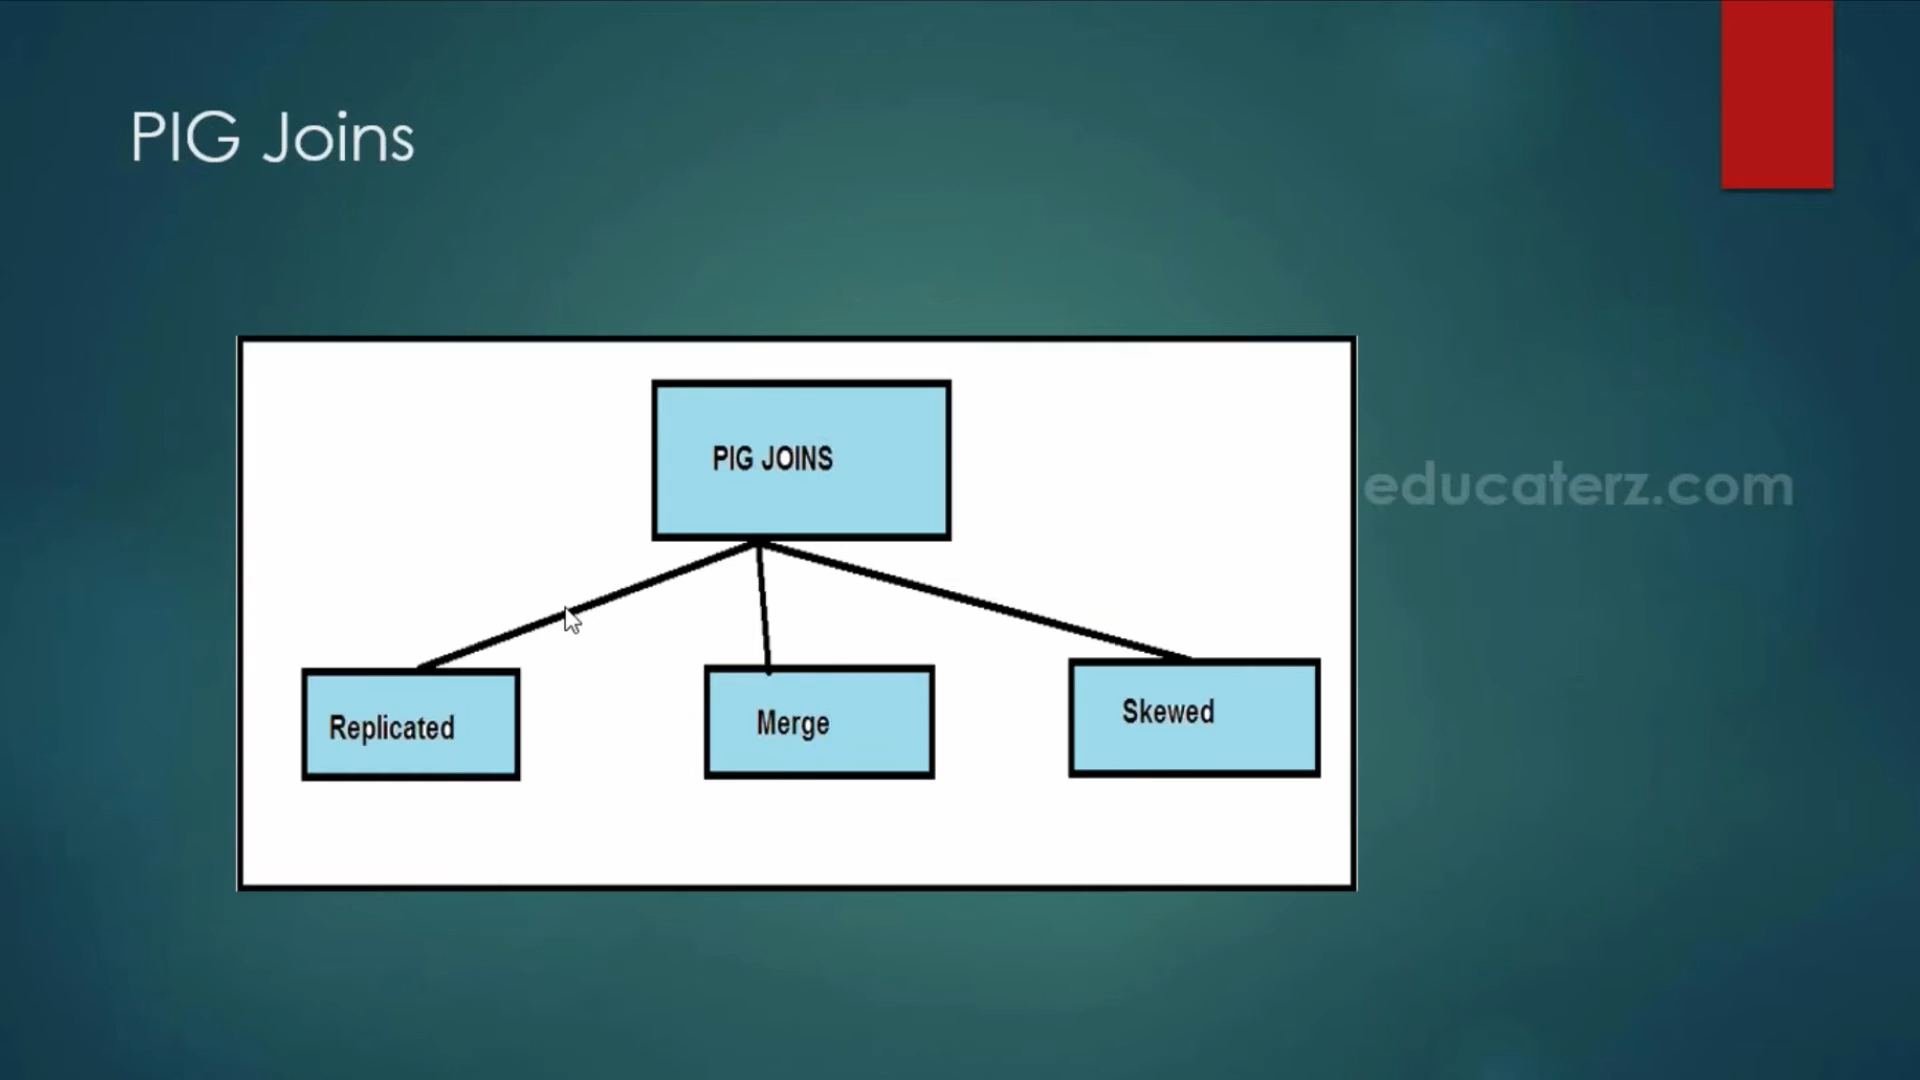 PIG Joins
PIG JOINS
educaterz.com
Replicated
Merge
Skewed